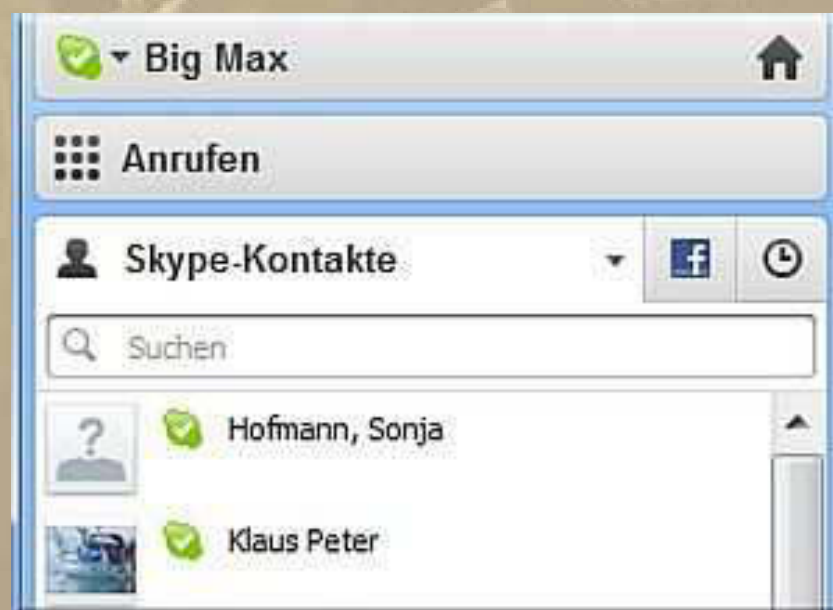 Big Max
Anrufen
Skype-Kontakte
Suchen
Hofmann, Sonja
Klaus Peter